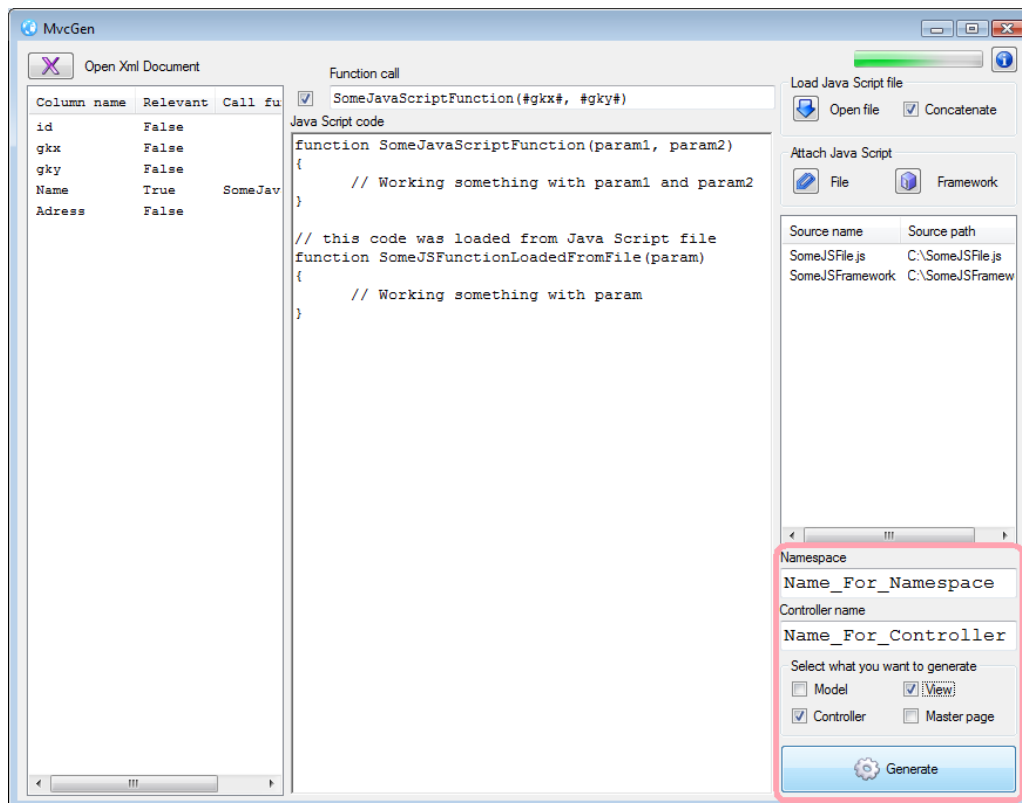 MvcGen
Open Xml Document
Column name Relevant Call fu
id False
gkx False
gky False
Name True SomeJav
Adress False
Function call
SomeJavaScriptFunction(#gkx#, #gky#)
Java Script code
function SomeJavaScriptFunction(param1, param2)
{
// Working something with param1 and param2
}
// this code was loaded from Java Script file
function SomeJSFunctionLoadedFromFile(param)
{
// Working something with param
}
Load Java Script file
Open file Concatenate
Attach Java Script
File Framework
Source name Source path
SomeJSFile.js C:\SomeJSFile.js
SomeJSFramework C:\SomeJSFramew
Namespace
Name_For_Namespace
Controller name
Name_For_Controller
Select what you want to generate
Model View
Controller Master page
Generate